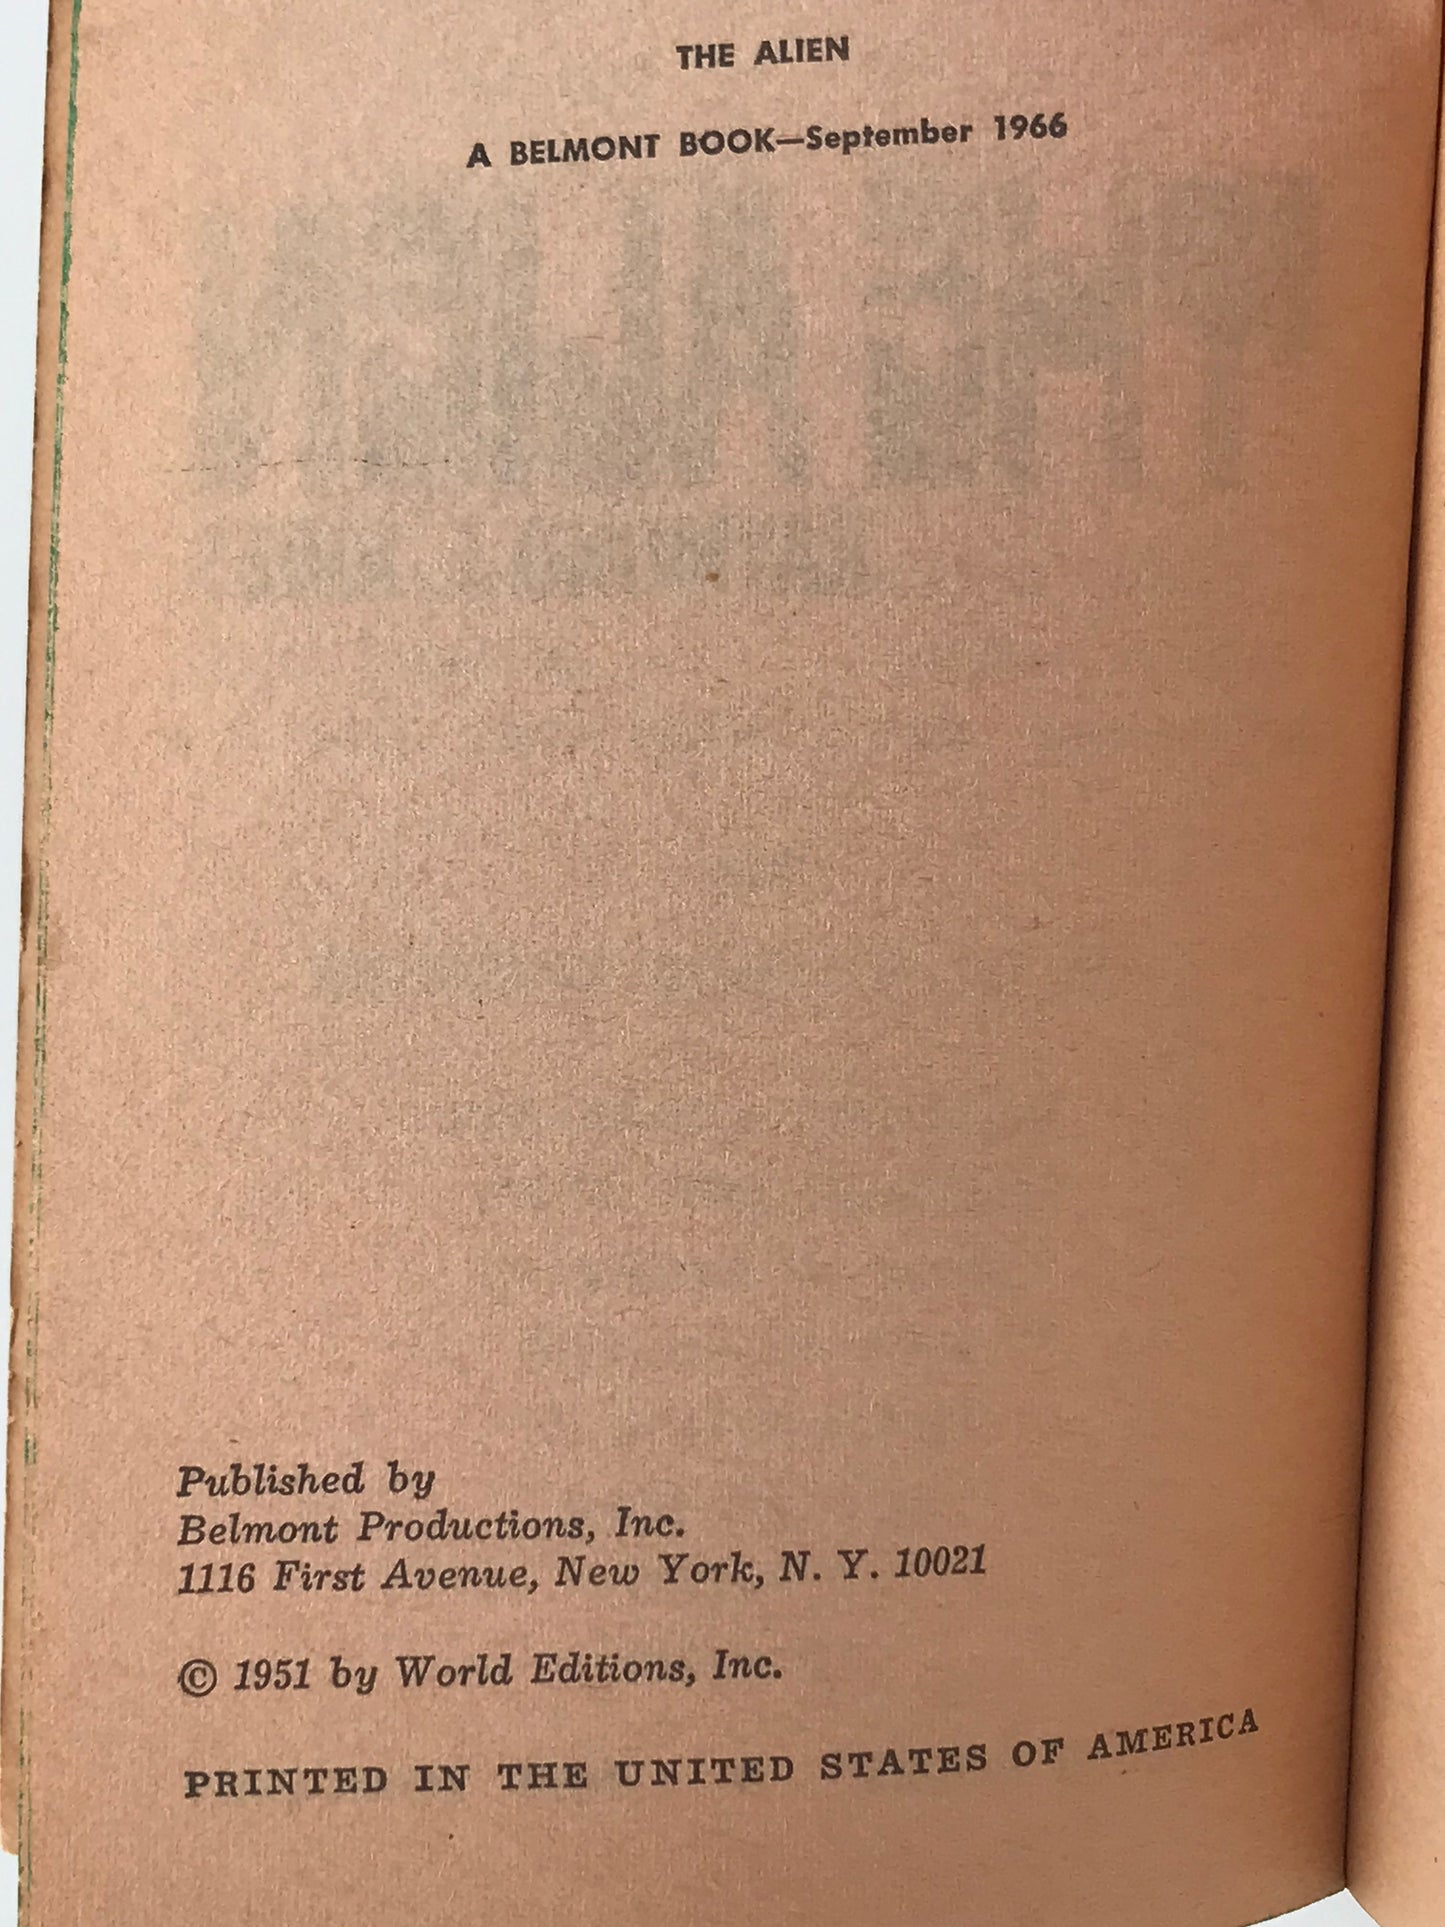 THE ALIEN
A BELMONT BOOK—September 1966
Published by
Belmont Productions, Inc.
1116 First Avenue, New York, N. Y. 10021
© 1951 by World Editions, Inc.
PRINTED IN THE UNITED STATES OF AMERICA